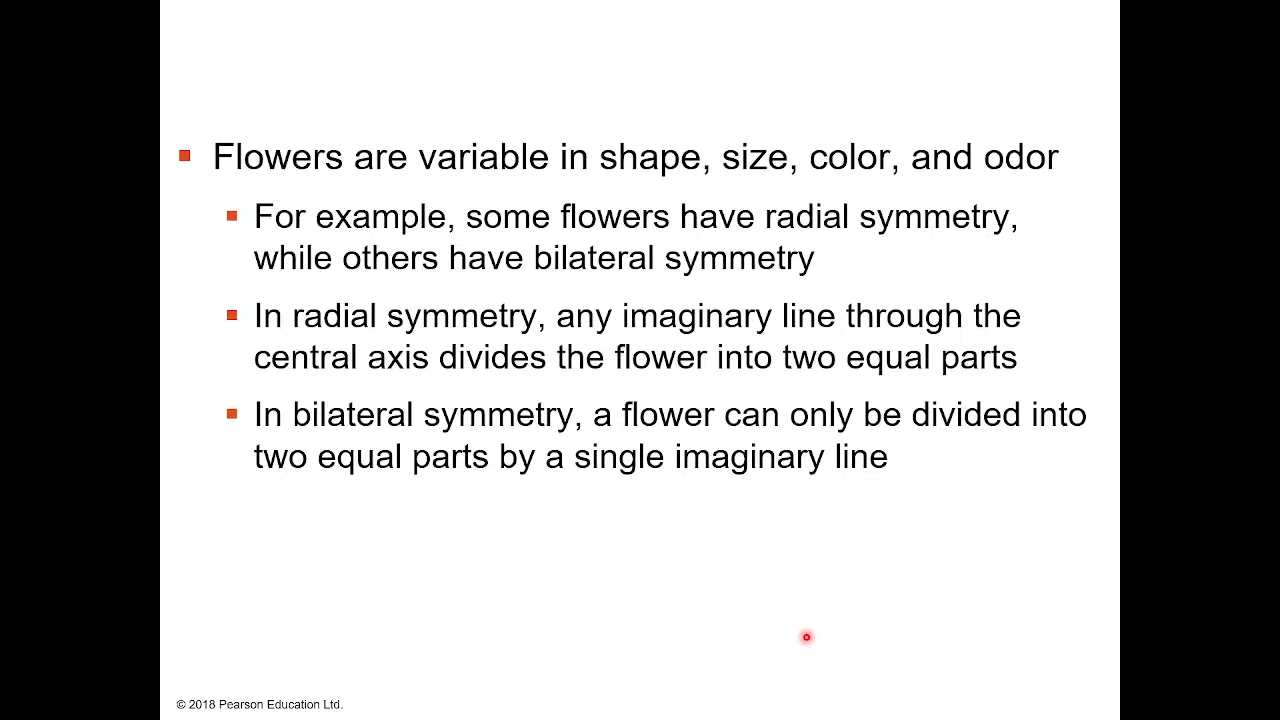 Flowers are variable in shape, size, color, and odor
For example, some flowers have radial symmetry,
while others have bilateral symmetry
In radial symmetry, any imaginary line through the
central axis divides the flower into two equal parts
In bilateral symmetry, a flower can only be divided into
two equal parts by a single imaginary line
© 2018 Pearson Education Ltd.